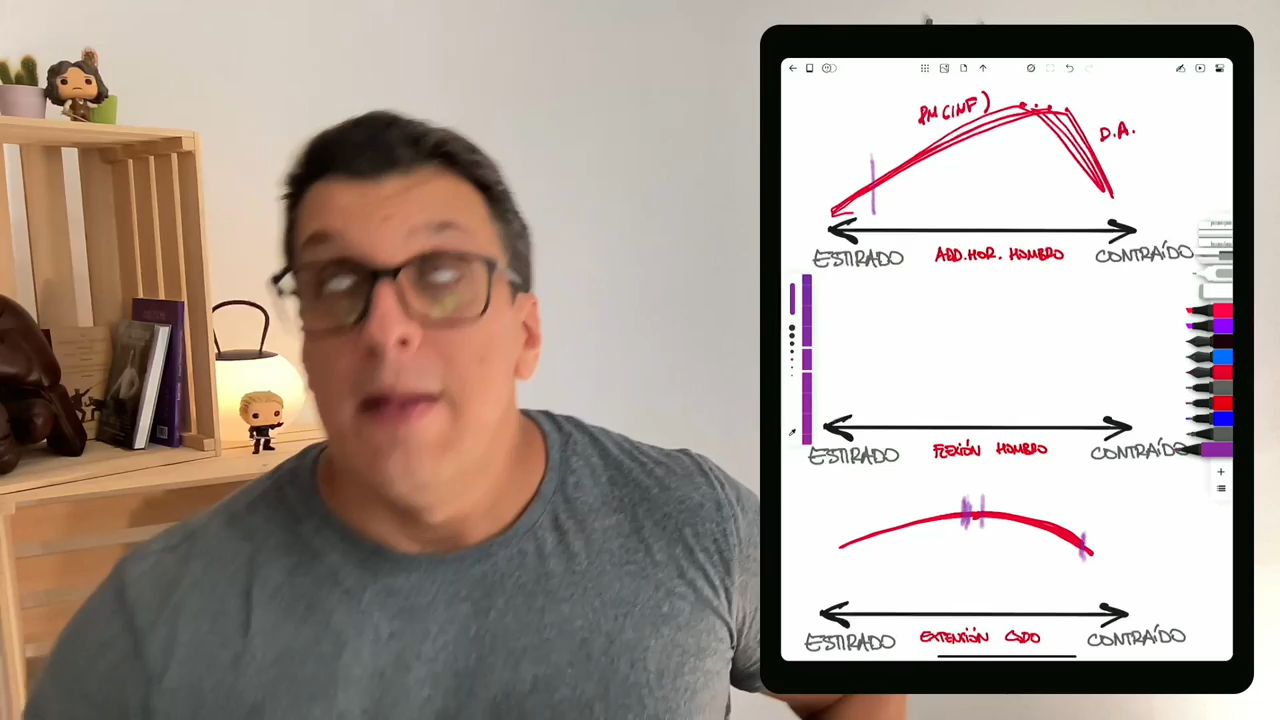 PM(INF)
D.A.
ESTIRADO
ADD.HOR. HOMBRO
CONTRAÍDO
ESTIRADO
FLEXIÓN HOMBRO
CONTRAÍDO
ESTIRADO
EXTENSIÓN CODO
CONTRAÍDO